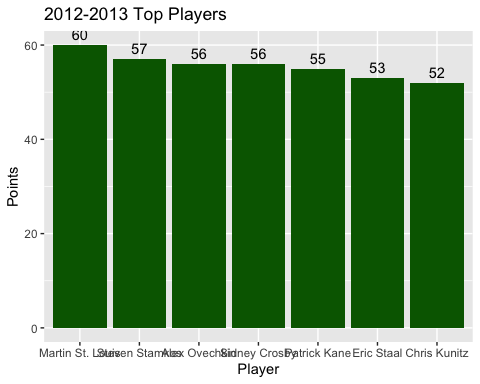 2012-2013 Top Players
60
57
56
56
55
53
52
60
40
20
0
Points
Martin St. Louis
Steven Stamkos
Alex Ovechkin
Sidney Crosby
Patrick Kane
Eric Staal
Chris Kunitz
Player